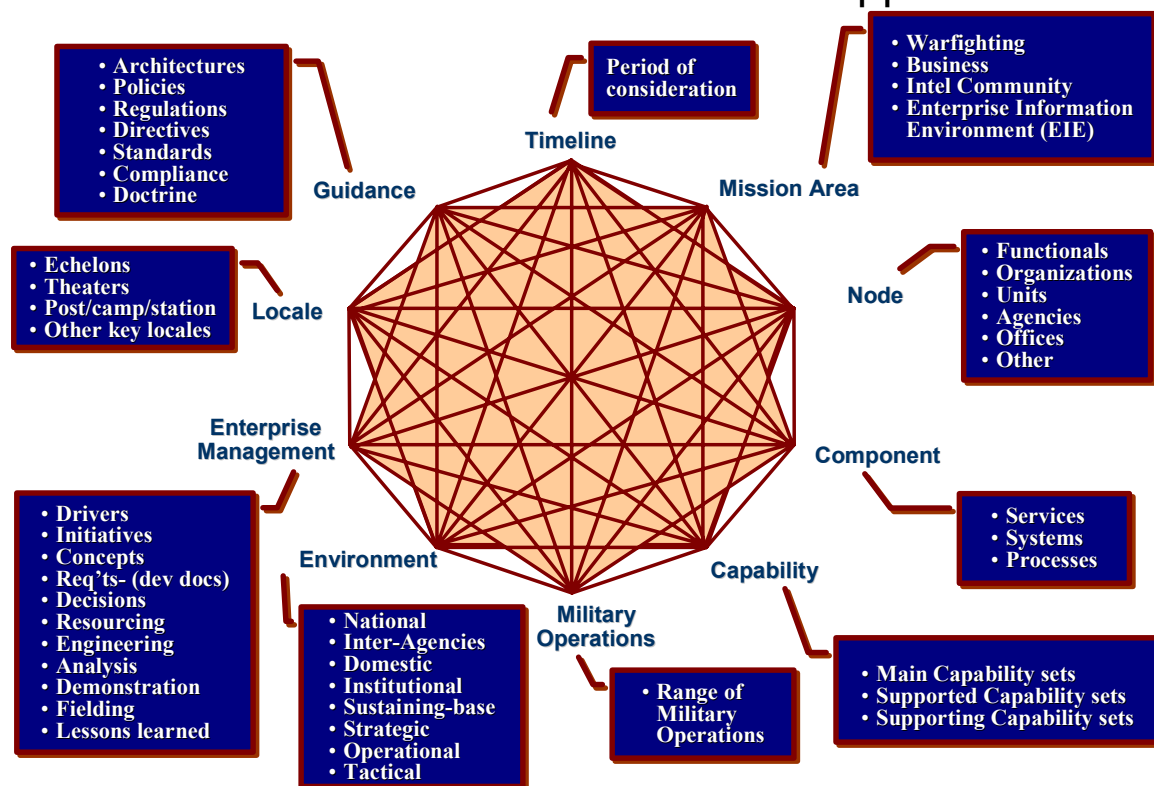 • Architectures
• Policies
• Regulations
• Directives
• Standards
• Compliance
• Doctrine
Guidance
Period of
consideration
Timeline
• Warfighting
• Business
• Intel Community
• Enterprise Information
Environment (EIE)
Mission Area
• Echelons
• Theaters
• Post/camp/station
• Other key locales
Locale
• Functionals
• Organizations
• Units
• Agencies
• Offices
• Other
Node
Enterprise
Management
• Drivers
• Initiatives
• Concepts
• Req’ts- (dev docs)
• Decisions
• Resourcing
• Engineering
• Analysis
• Demonstration
• Fielding
• Lessons learned
Environment
• National
• Inter-Agencies
• Domestic
• Institutional
• Sustaining-base
• Strategic
• Operational
• Tactical
Military
Operations
• Range of
Military
Operations
Capability
• Main Capability sets
• Supported Capability sets
• Supporting Capability sets
Component
• Services
• Systems
• Processes